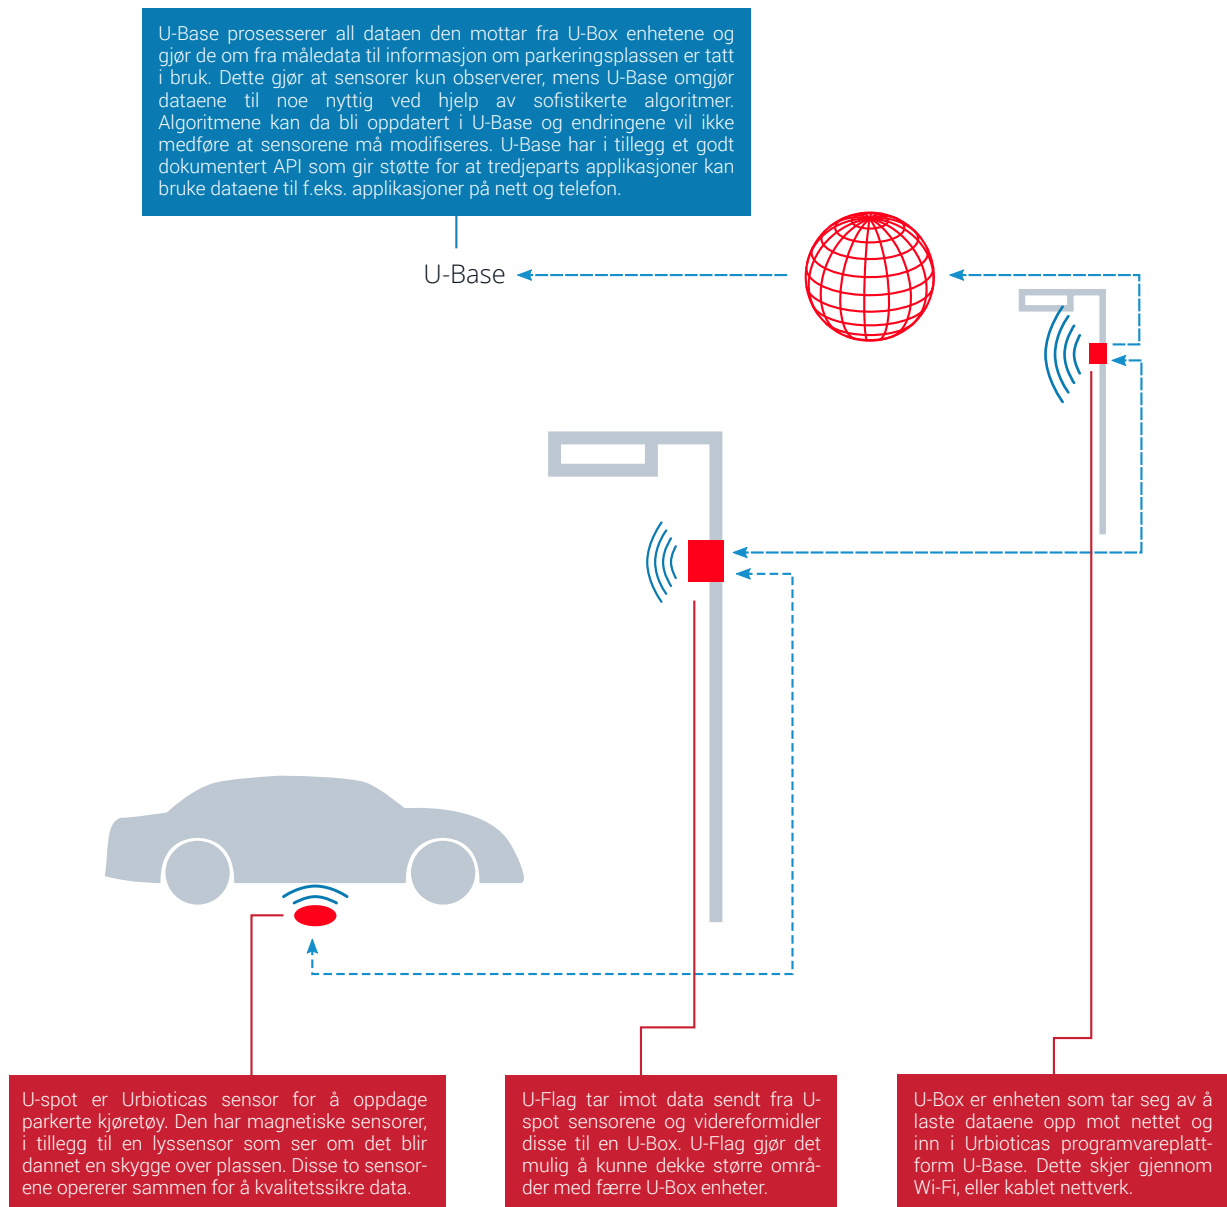 U-Base prosesserer all dataen den mottar fra U-Box enhetene og
gjør de om fra måledata til informasjon om parkeringsplassen er tatt
i bruk. Dette gjør at sensorer kun observerer, mens U-Base omgjør
dataene til noe nyttig ved hjelp av sofistikerte algoritmer.
Algoritmene kan da bli oppdatert i U-Base og endringene vil ikke
medføre at sensorene må modifiseres. U-Base har i tillegg et godt
dokumentert API som gir støtte for at tredjeparts applikasjoner kan
bruke dataene til f.eks. applikasjoner på nett og telefon.
U-Base
U-spot er Urbioticas sensor for å oppdage
parkerte kjøretøy. Den har magnetiske sensorer,
i tillegg til en lyssensor som ser om det blir
dannet en skygge over plassen. Disse to sensor-
ene opererer sammen for å kvalitetssikre data.
U-Flag tar imot data sendt fra U-
spot sensorene og videreformidler
disse til en U-Box. U-Flag gjør det
mulig å kunne dekke større områ-
der med færre U-Box enheter.
U-Box er enheten som tar seg av å
laste dataene opp mot nettet og
inn i Urbioticas programvareplatt-
form U-Base. Dette skjer gjennom
Wi-Fi, eller kablet nettverk.